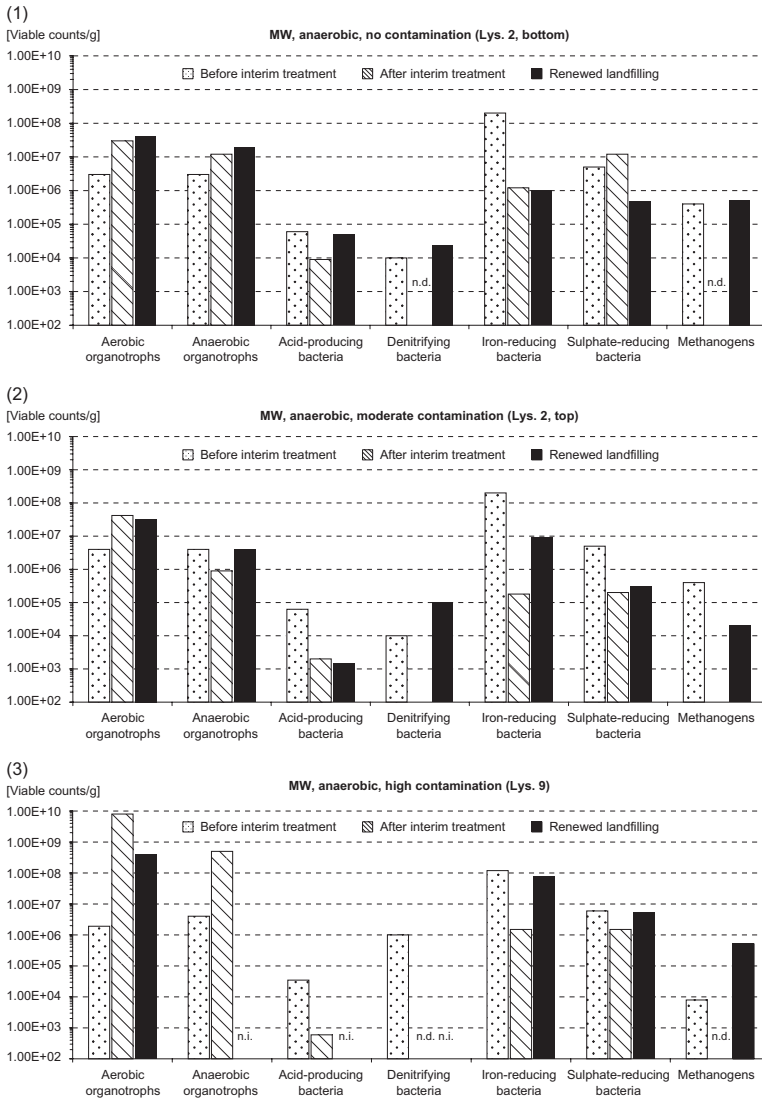 (1)
[Viable counts/g]
MW, anaerobic, no contamination (Lys. 2, bottom)
1.00E+10
Before interim treatment After interim treatment Renewed landfilling
1.00E+09
1.00E+08
1.00E+07
1.00E+06
1.00E+05
1.00E+04
n.d. n.d.
1.00E+03
1.00E+02
Aerobic Anaerobic Acid-producing Denitrifying Iron-reducing Sulphate-reducing Methanogens
organotrophs organotrophs bacteria bacteria bacteria bacteria
(2)
[Viable counts/g]
MW, anaerobic, moderate contamination (Lys. 2, top)
1.00E+10
Before interim treatment After interim treatment Renewed landfilling
1.00E+09
1.00E+08
1.00E+07
1.00E+06
1.00E+05
1.00E+04
1.00E+03
1.00E+02
Aerobic Anaerobic Acid-producing Denitrifying Iron-reducing Sulphate-reducing Methanogens
organotrophs organotrophs bacteria bacteria bacteria bacteria
(3)
[Viable counts/g]
MW, anaerobic, high contamination (Lys. 9)
1.00E+10
Before interim treatment After interim treatment Renewed landfilling
1.00E+09
1.00E+08
1.00E+07
1.00E+06
1.00E+05
1.00E+04
1.00E+03
n.i. n.i. n.d. n.i. n.d.
1.00E+02
Aerobic Anaerobic Acid-producing Denitrifying Iron-reducing Sulphate-reducing Methanogens
organotrophs organotrophs bacteria bacteria bacteria bacteria